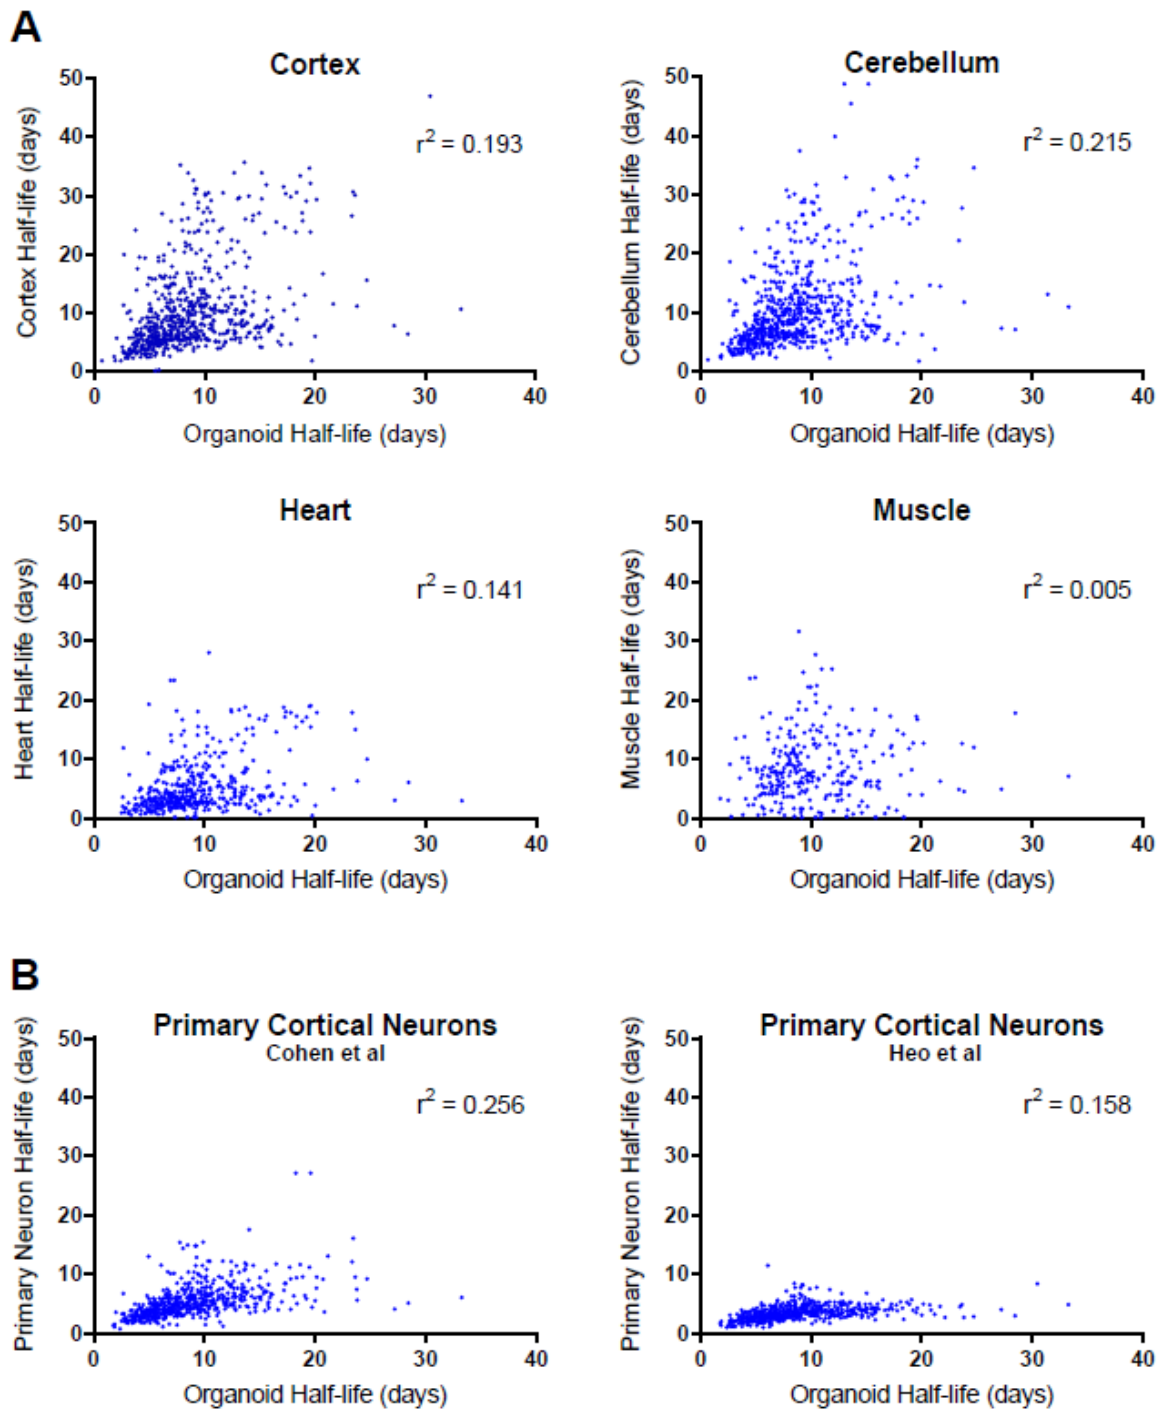 A
Cortex
Cortex Half-life (days)
50
40
30
20
10
0
r² = 0.193
0 10 20 30 40
Organoid Half-life (days)
Cerebellum
Cerebellum Half-life (days)
50
40
30
20
10
0
r² = 0.215
0 10 20 30 40
Organoid Half-life (days)
Heart
Heart Half-life (days)
50
40
30
20
10
0
r² = 0.141
0 10 20 30 40
Organoid Half-life (days)
Muscle
Muscle Half-life (days)
50
40
30
20
10
0
r² = 0.005
0 10 20 30 40
Organoid Half-life (days)
B
Primary Cortical Neurons
Cohen et al
Primary Neuron Half-life (days)
50
40
30
20
10
0
r² = 0.256
0 10 20 30 40
Organoid Half-life (days)
Primary Cortical Neurons
Heo et al
Primary Neuron Half-life (days)
50
40
30
20
10
0
r² = 0.158
0 10 20 30 40
Organoid Half-life (days)